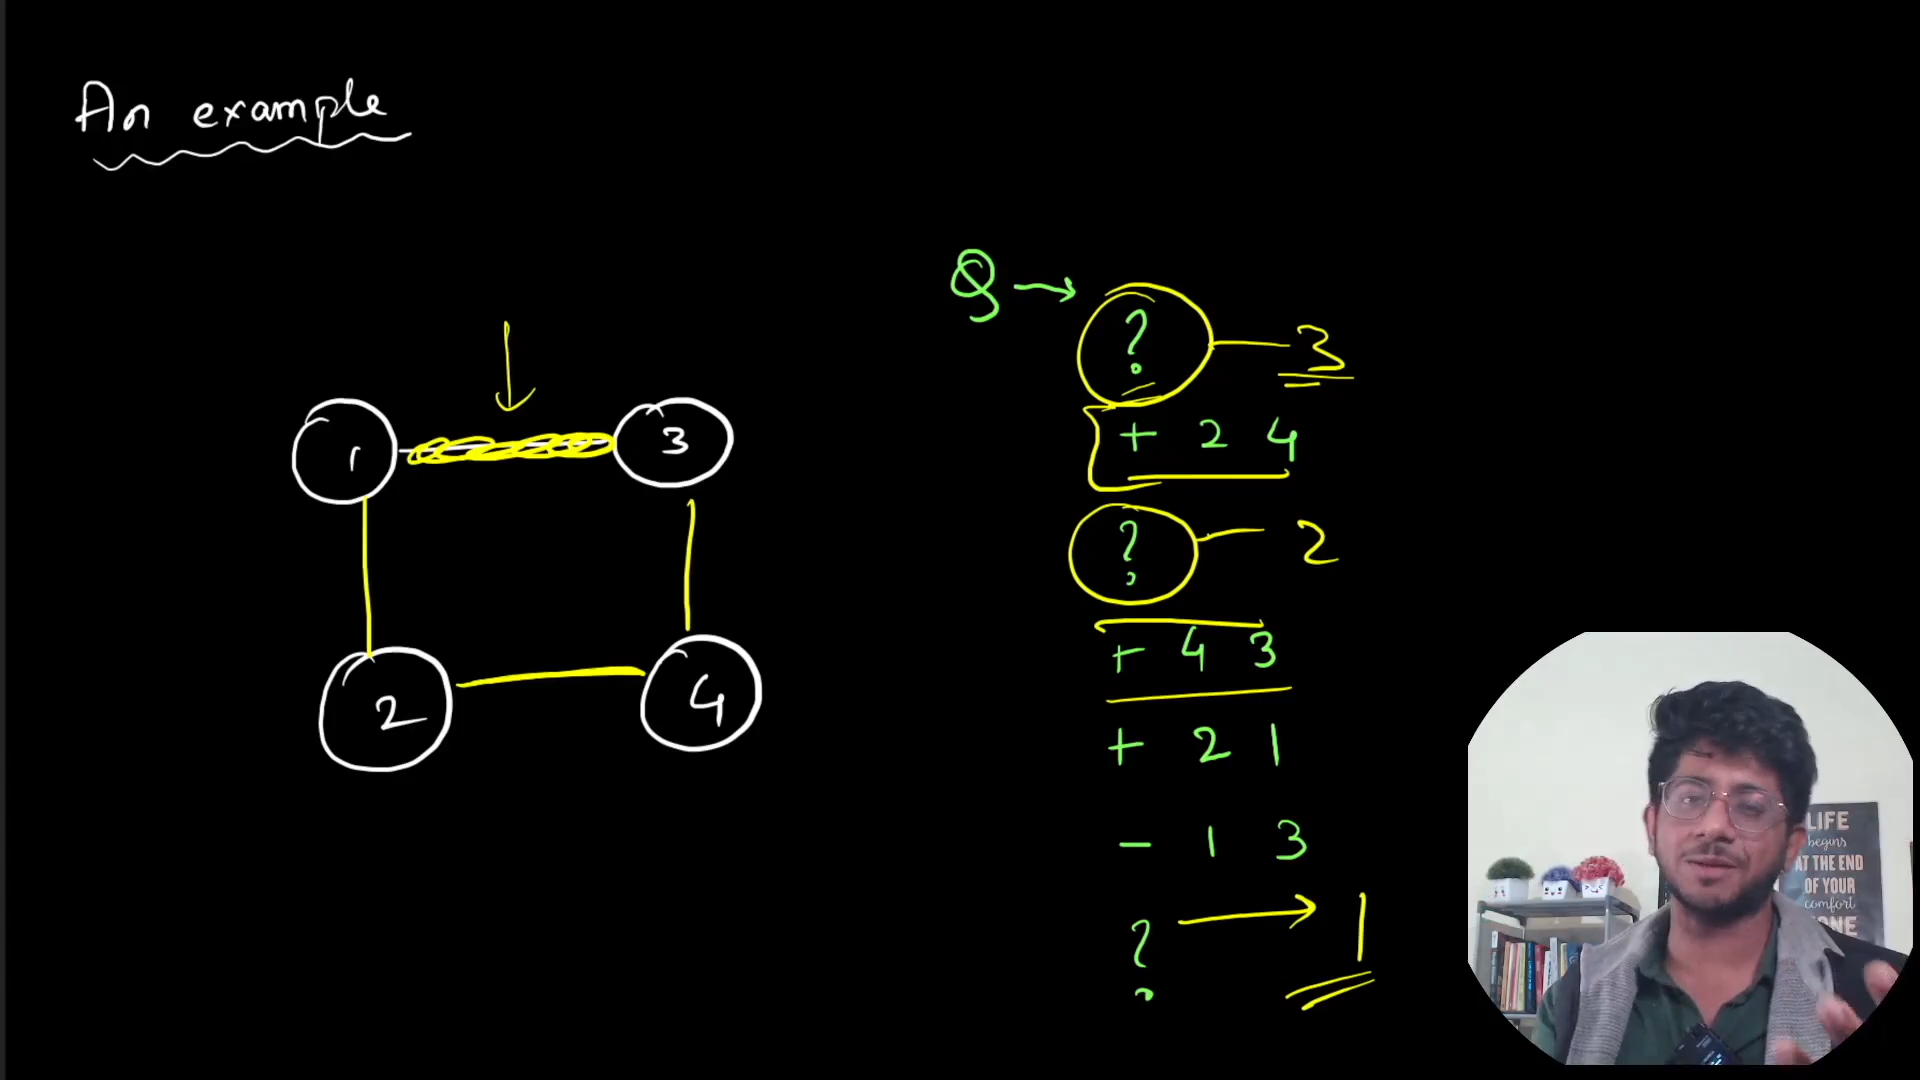 An example
Q → ? — 3
+ 2 4
? — 2
+ 4 3
+ 2 1
- 1 3
? → 1
1 3
2 4
LIFE
begins
AT THE END
OF YOUR
comfort